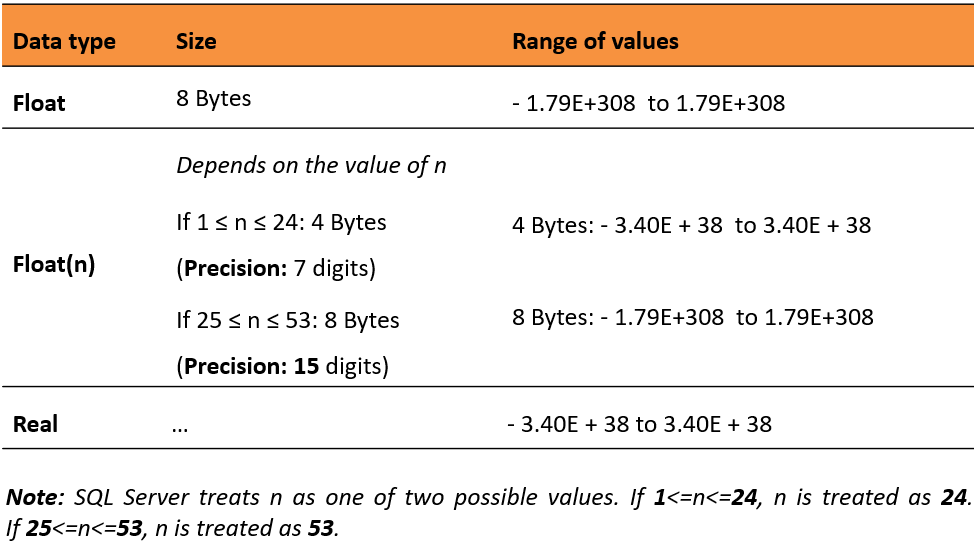 Data type Size Range of values
Float 8 Bytes - 1.79E+308 to 1.79E+308
Depends on the value of n
If 1 ≤ n ≤ 24: 4 Bytes 4 Bytes: - 3.40E + 38 to 3.40E + 38
Float(n)
(Precision: 7 digits)
If 25 ≤ n ≤ 53: 8 Bytes 8 Bytes: - 1.79E+308 to 1.79E+308
(Precision: 15 digits)
Real ... - 3.40E + 38 to 3.40E + 38
Note: SQL Server treats n as one of two possible values. If 1<=n<=24, n is treated as 24.
If 25<=n<=53, n is treated as 53.